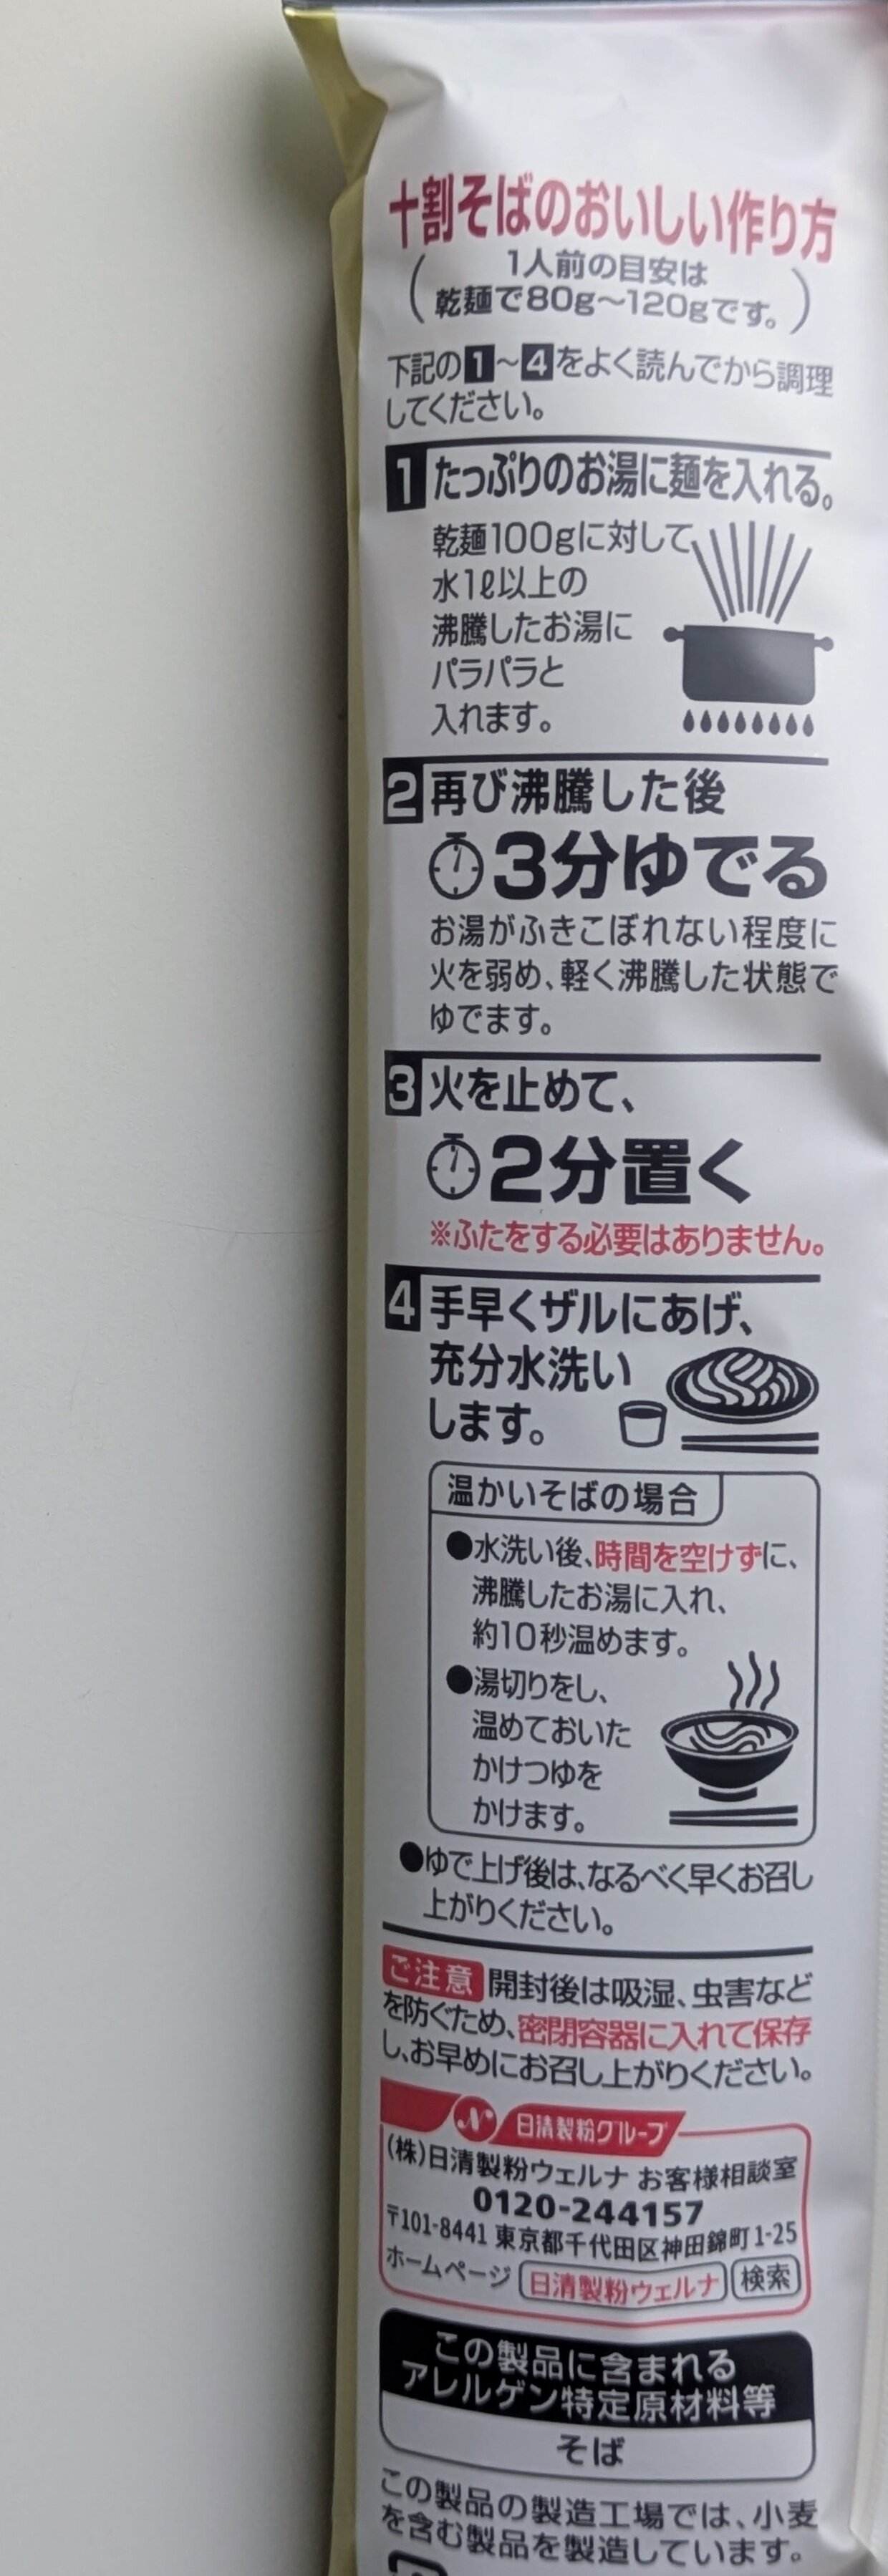 十割そばのおいしい作り方
(1人前の目安は
乾麺で80g〜120gです。)
下記の1〜4をよく読んでから調理
してください。
1 たっぷりのお湯に麺を入れる。
乾麺100gに対して
水1ℓ以上の
沸騰したお湯に
パラパラと
入れます。
2 再び沸騰した後
3分ゆでる
お湯がふきこぼれない程度に
火を弱め、軽く沸騰した状態で
ゆでます。
3 火を止めて、
2分置く
※ふたをする必要はありません。
4 手早くザルにあげ、
充分水洗い
します。
温かいそばの場合
●水洗い後、時間を空けずに、
沸騰したお湯に入れ、
約10秒温めます。
●湯切りをし、
温めておいた
かけつゆを
かけます。
●ゆで上げ後は、なるべく早くお召し
上がりください。
ご注意 開封後は吸湿、虫害など
を防ぐため、密閉容器に入れて保存
し、お早めにお召し上がりください。
日清製粉グループ
(株)日清製粉ウェルナ お客様相談室
0120-244157
〒101-8441 東京都千代田区神田錦町1-25
ホームページ 日清製粉ウェルナ 検索
この製品に含まれる
アレルゲン特定原材料等
そば
この製品の製造工場では、小麦
を含む製品を製造しています。